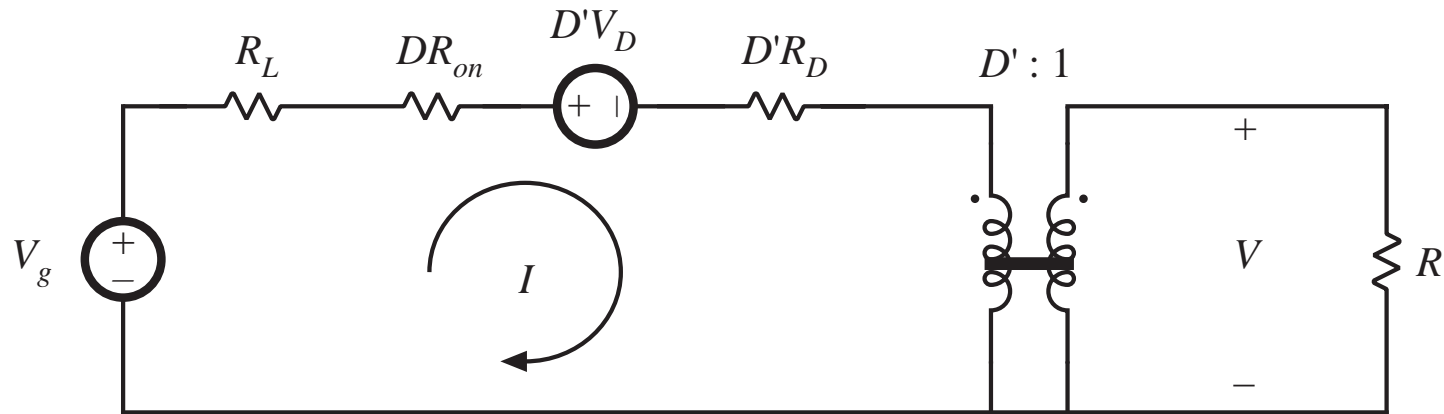 R_L
DR_on
D'V_D
D'R_D
D' : 1
+ −
V_g
+
−
I
+
V
−
R